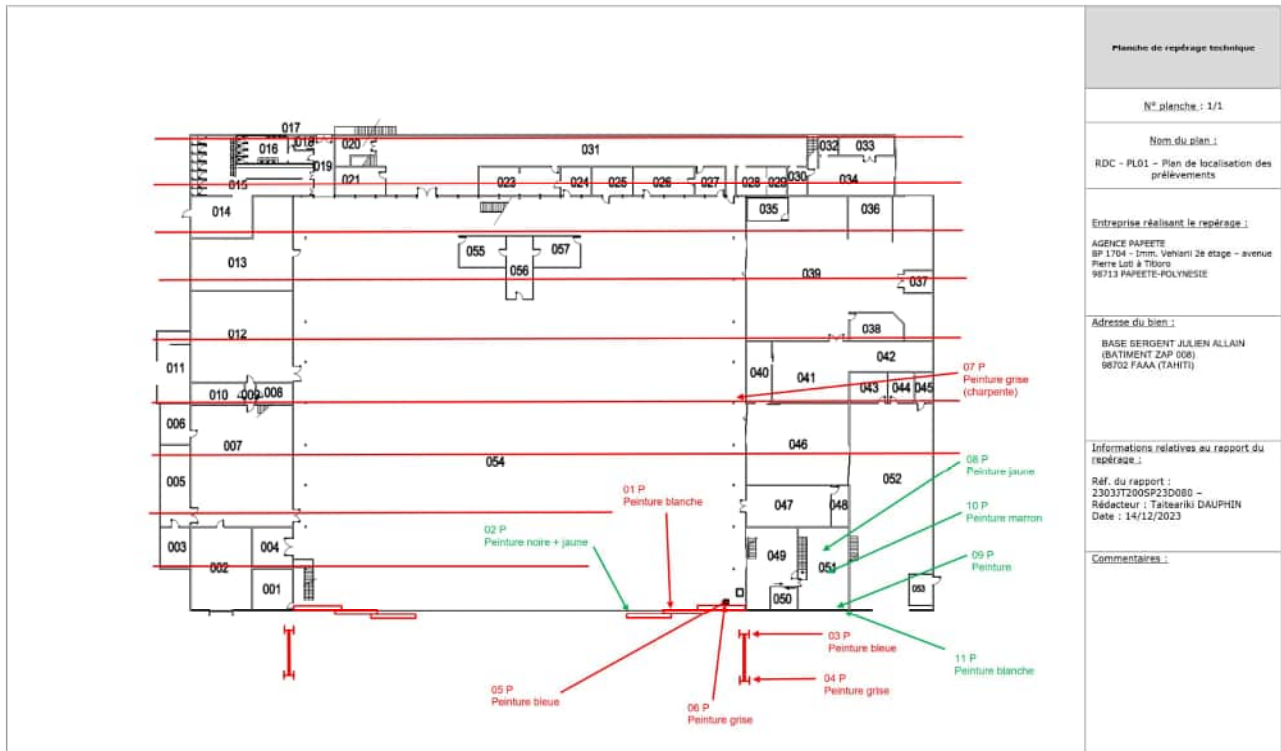 Planche de repérage technique
N° planche : 1/1
Nom du plan :
RDC - PL01 – Plan de localisation des
prélèvements
Entreprise réalisant le repérage :
AGENCE PAPEETE
BP 1704 – Imm. Vehiarii 2è étage – avenue
Pierre Loti à Titioro
98713 PAPEETE-POLYNESIE
Adresse du bien :
BASE SERGENT JULIEN ALLAIN
(BATIMENT ZAP 008)
98702 FAAA (TAHITI)
Informations relatives au rapport du
repérage :
Réf. du rapport :
2303JT200SP23D080 –
Rédacteur : Taiteariki DAUPHIN
Date : 14/12/2023
Commentaires :
017
016
018
020
031
032
033
019
015
021
023
024
025
026
027
028
029
030
034
014
035
036
055
057
056
013
039
037
012
038
011
042
040
041
043
044
045
010
009
008
07 P
Peinture grise
(charpente)
006
007
046
054
052
08 P
Peinture jaune
005
047
048
01 P
Peinture blanche
10 P
Peinture marron
02 P
Peinture noire + jaune
003
004
002
049
051
09 P
Peinture
001
050
053
03 P
Peinture bleue
11 P
Peinture blanche
04 P
Peinture grise
05 P
Peinture bleue
06 P
Peinture grise